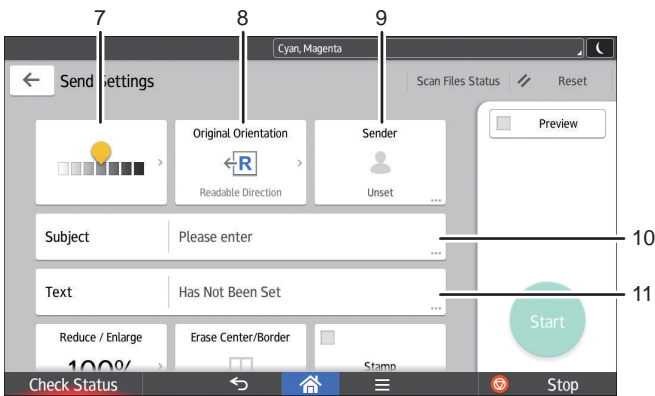 7 8 9
Cyan, Magenta
Send Settings
Scan Files Status
Reset
Original Orientation
R
Readable Direction
Sender
Unset
Preview
Subject
Please enter
10
Text
Has Not Been Set
11
Start
Reduce / Enlarge
100%
Erase Center/Border
Stamp
Check Status
Stop